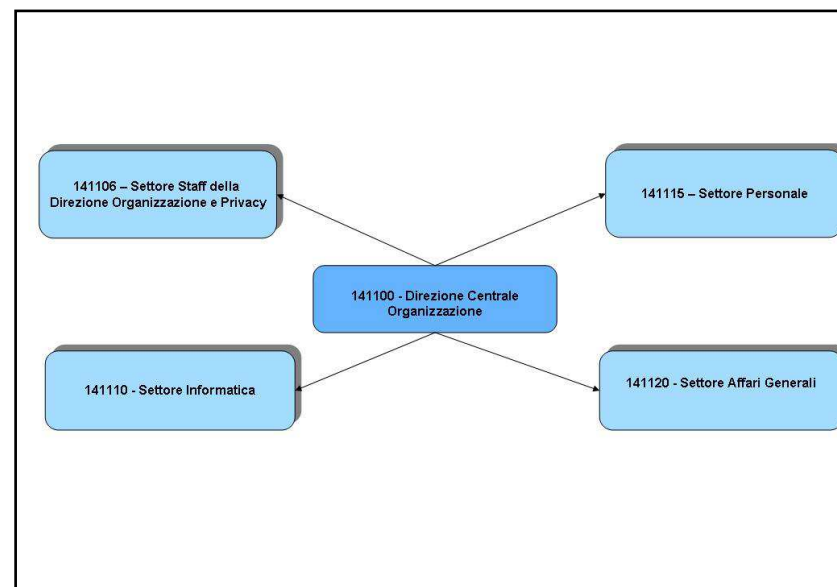 141106 – Settore Staff della
Direzione Organizzazione e Privacy
141115 – Settore Personale
141100 - Direzione Centrale
Organizzazione
141110 - Settore Informatica
141120 - Settore Affari Generali